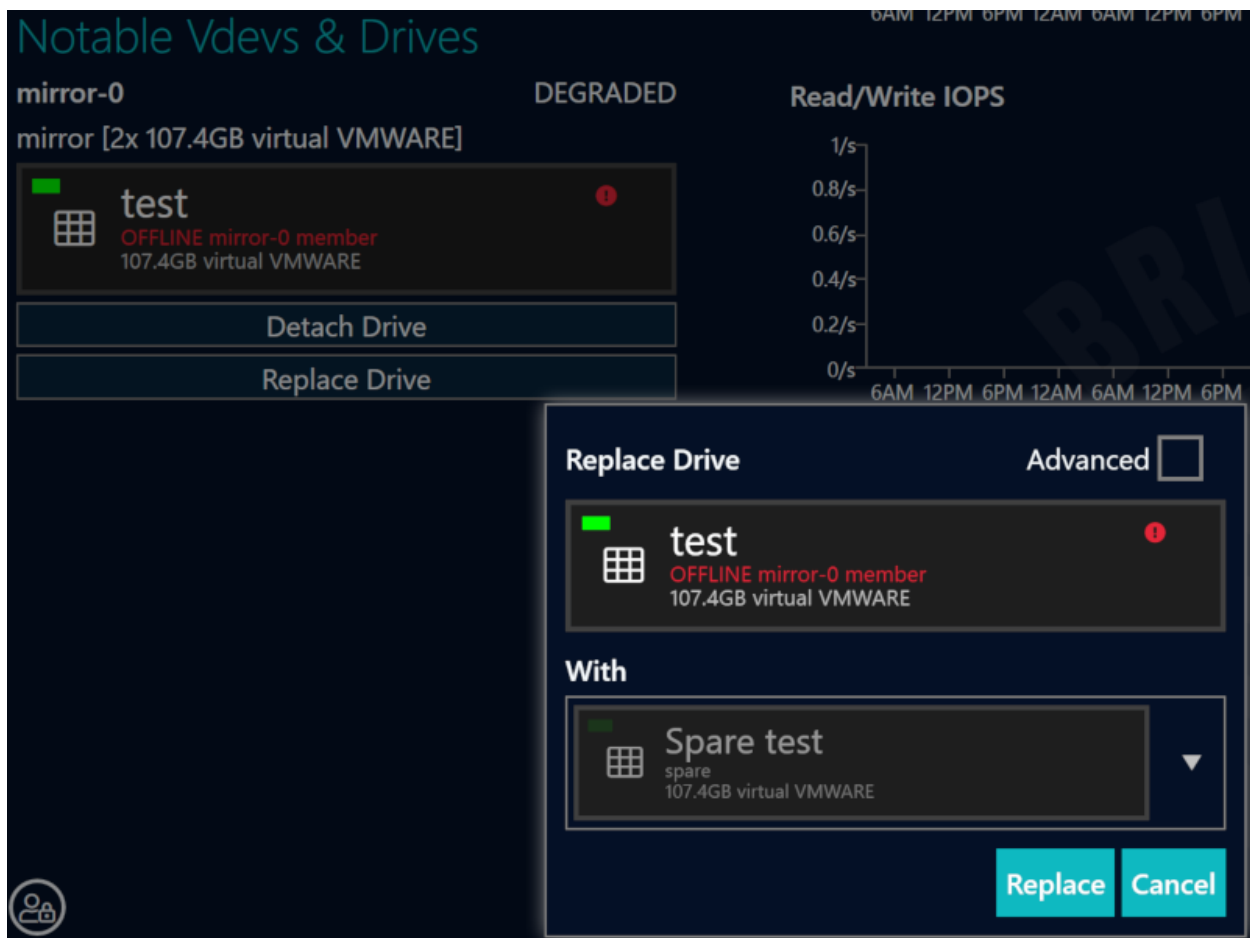 6AM 12PM 6PM 12AM 6AM 12PM 6PM
Notable Vdevs & Drives
mirror-0 DEGRADED
mirror [2x 107.4GB virtual VMWARE]
test
OFFLINE mirror-0 member
107.4GB virtual VMWARE
Detach Drive
Replace Drive
Read/Write IOPS
1/s
0.8/s
0.6/s
0.4/s
0.2/s
0/s
6AM 12PM 6PM 12AM 6AM 12PM 6PM
BRI
Replace Drive Advanced
test
OFFLINE mirror-0 member
107.4GB virtual VMWARE
With
Spare test
spare
107.4GB virtual VMWARE
Replace Cancel